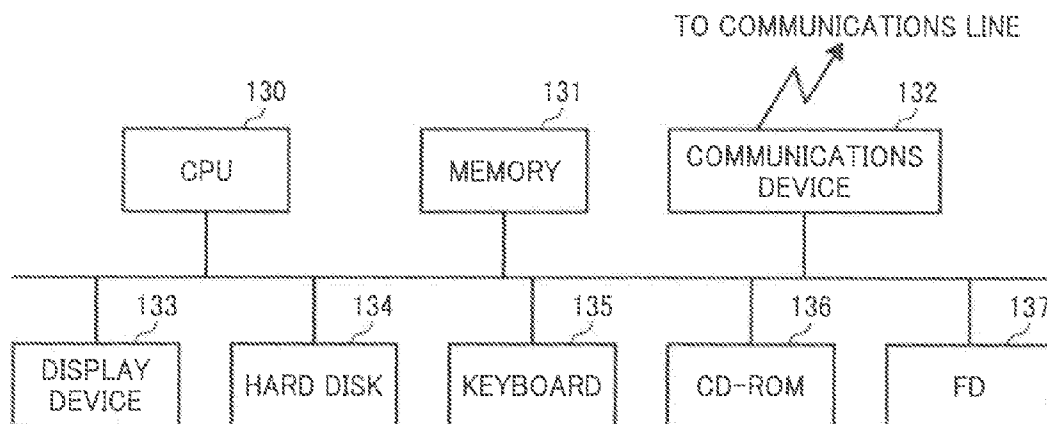 TO COMMUNICATIONS LINE
130
131
132
CPU
MEMORY
COMMUNICATIONS
DEVICE
133
134
135
136
137
DISPLAY
DEVICE
HARD DISK
KEYBOARD
CD-ROM
FD